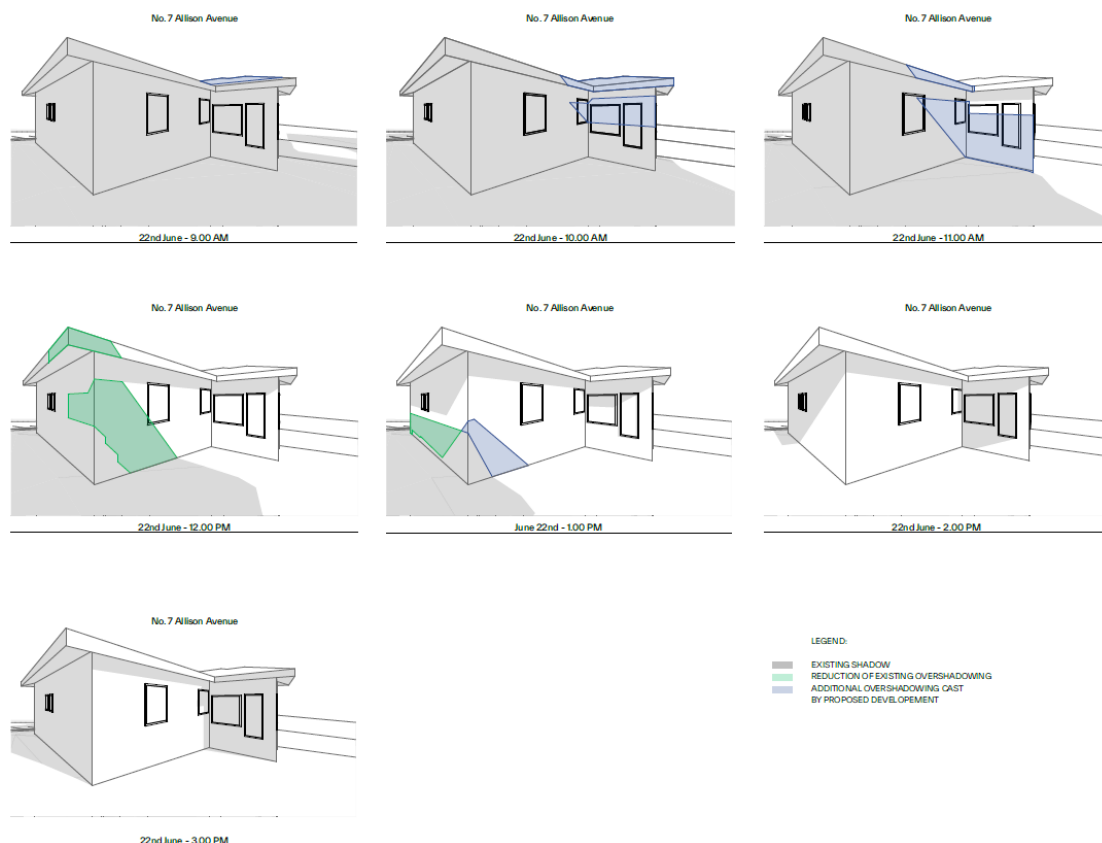 No. 7 Allison Avenue
22nd June - 9.00 AM
No. 7 Allison Avenue
22nd June - 10.00 AM
No. 7 Allison Avenue
22nd June - 11.00 AM
No. 7 Allison Avenue
22nd June - 12.00 PM
No. 7 Allison Avenue
June 22nd - 1.00 PM
No. 7 Allison Avenue
22nd June - 2.00 PM
No. 7 Allison Avenue
22nd June - 3.00 PM
LEGEND:
EXISTING SHADOW
REDUCTION OF EXISTING OVERSHADOWING
ADDITIONAL OVERSHADOWING CAST
BY PROPOSED DEVELOPEMENT